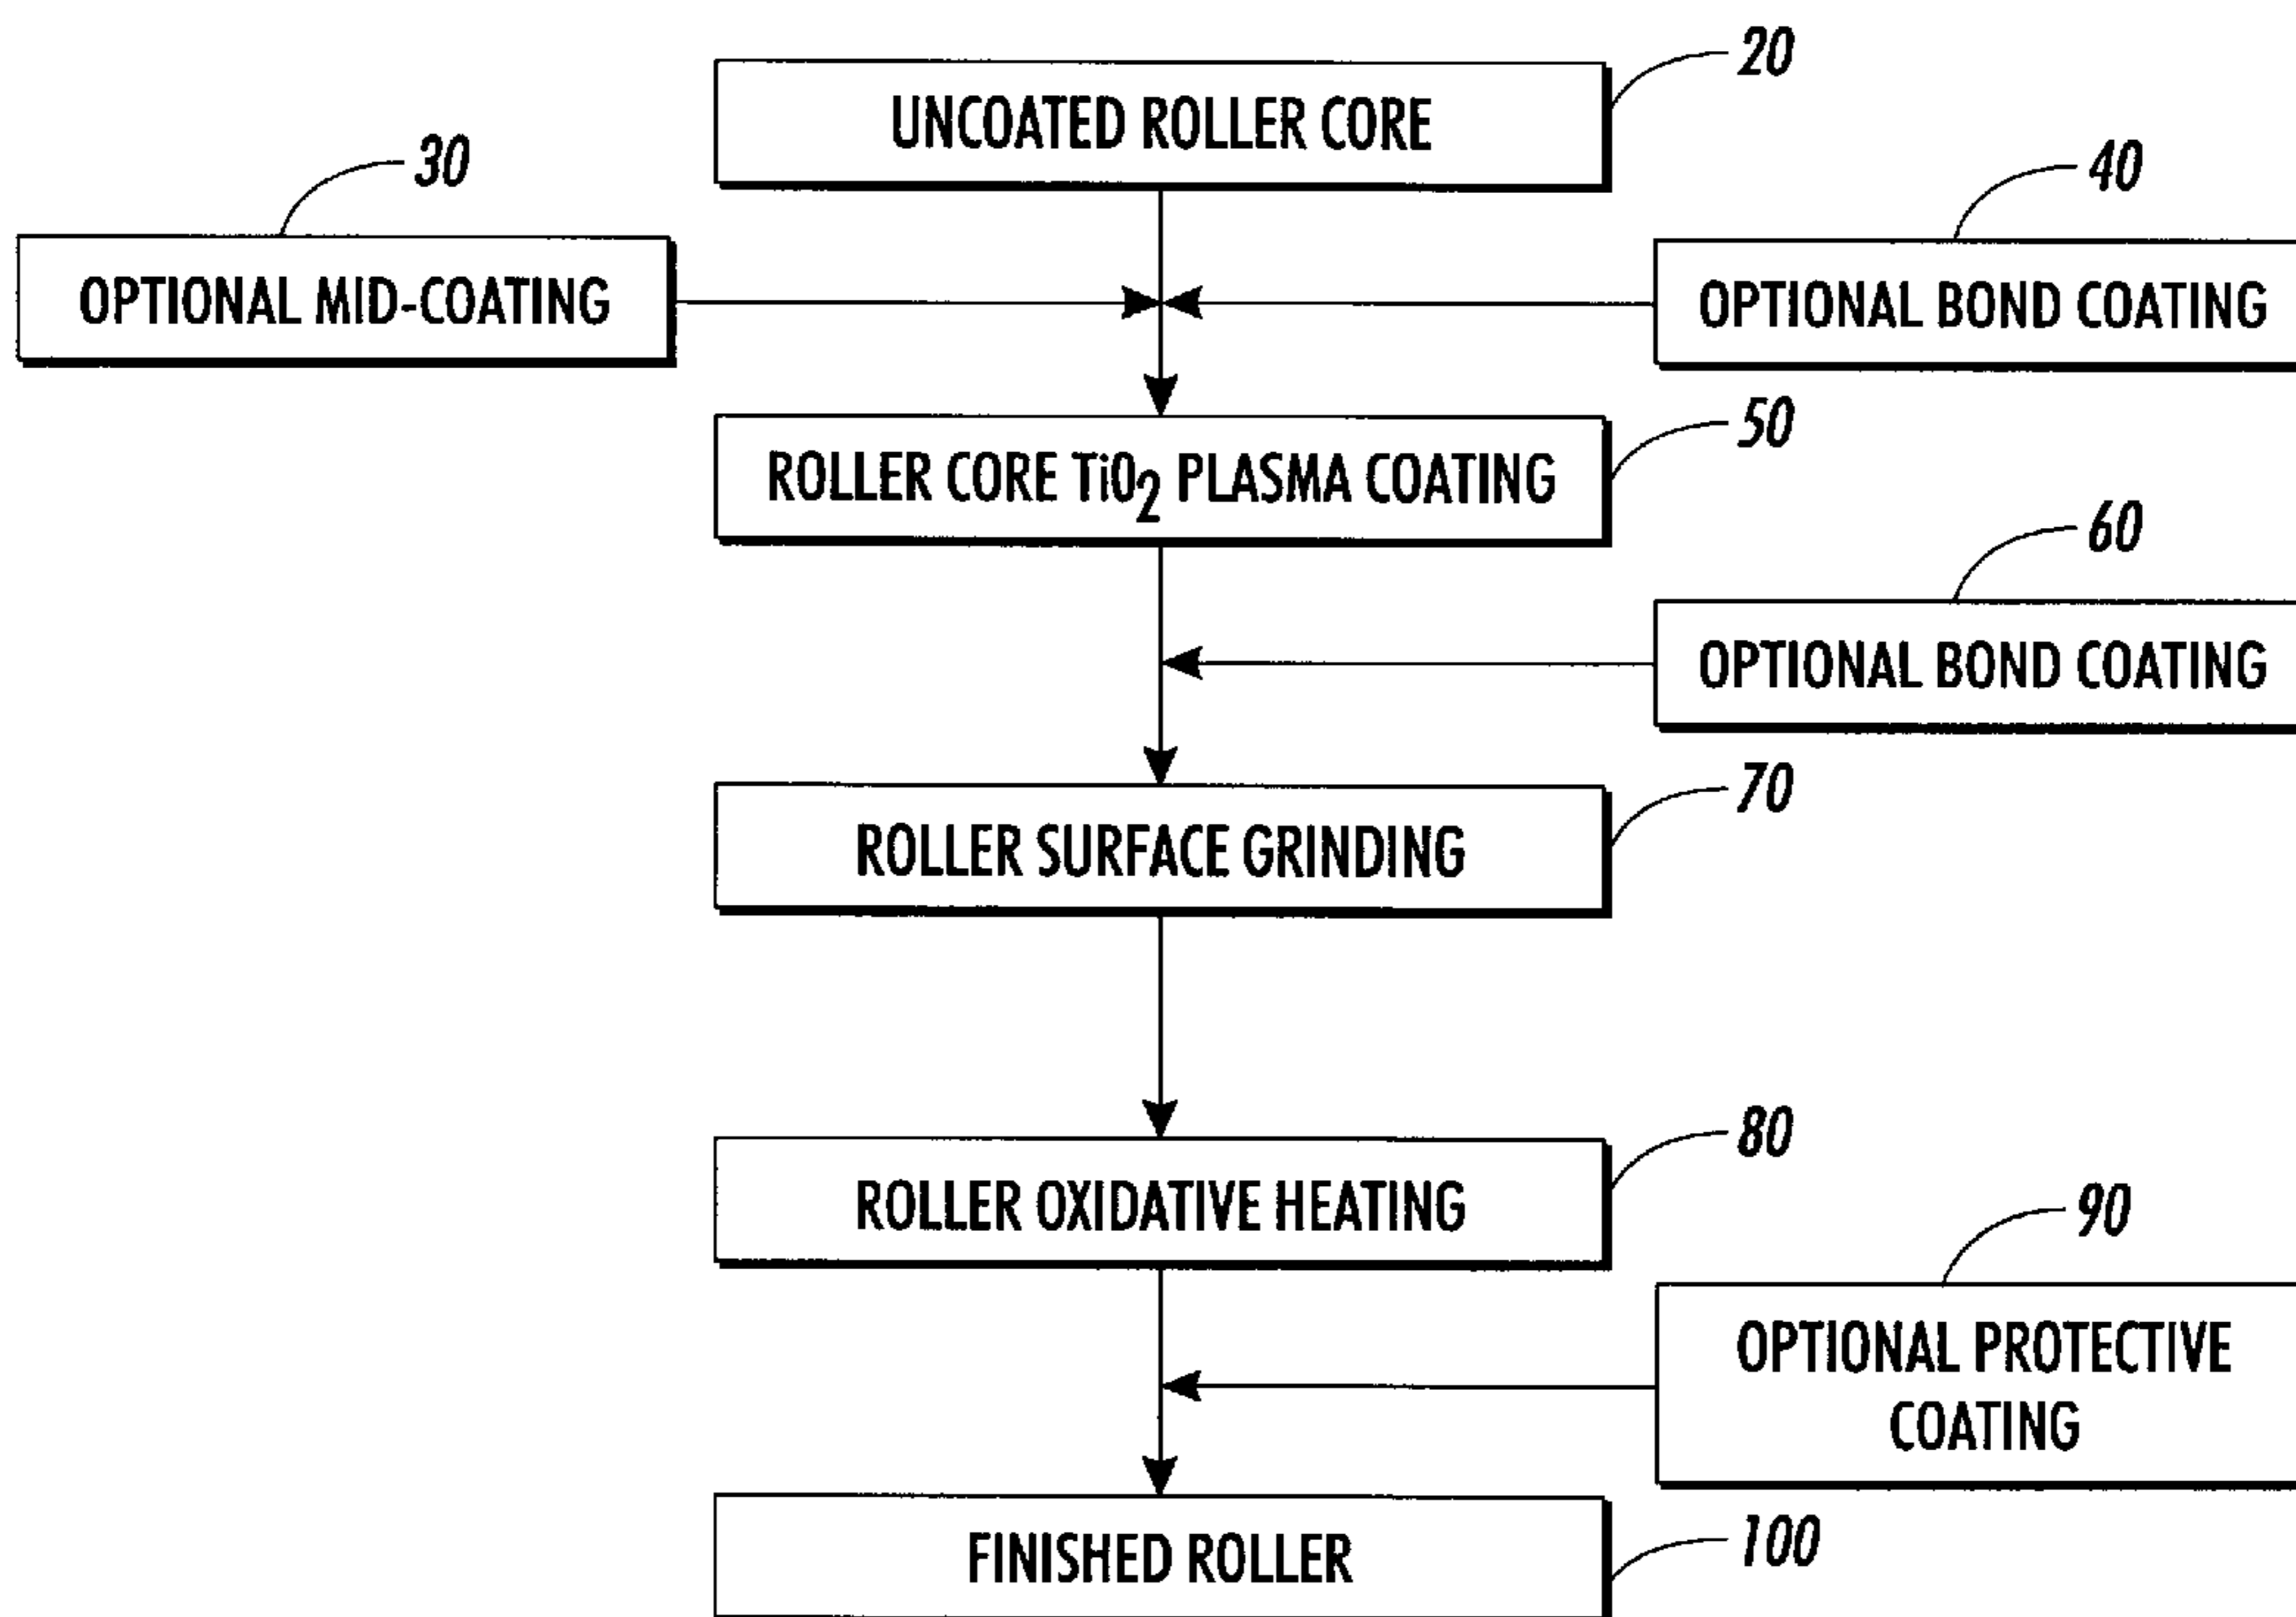 20
UNCOATED ROLLER CORE
30
40
OPTIONAL MID-COATING
OPTIONAL BOND COATING
50
ROLLER CORE TiO2 PLASMA COATING
60
OPTIONAL BOND COATING
70
ROLLER SURFACE GRINDING
80
ROLLER OXIDATIVE HEATING
90
OPTIONAL PROTECTIVE
COATING
FINISHED ROLLER
100